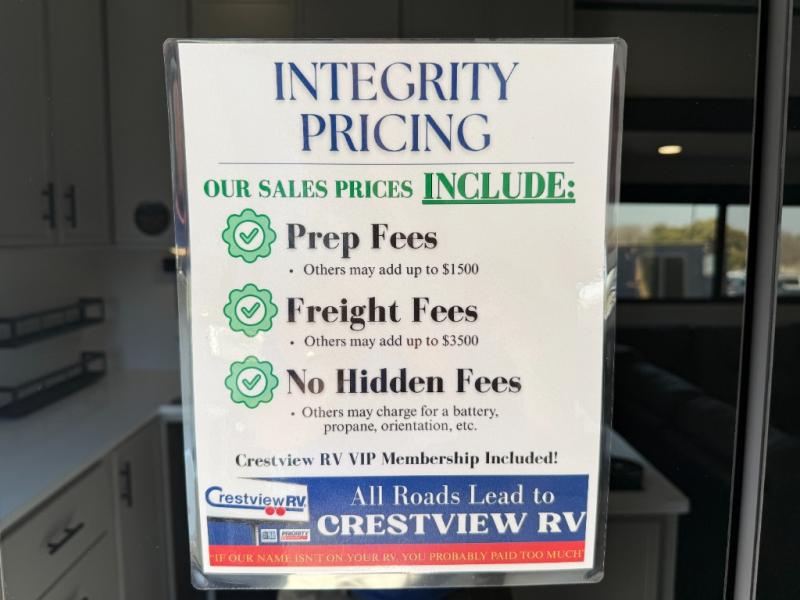 INTEGRITY
PRICING
OUR SALES PRICES INCLUDE:
Prep Fees
• Others may add up to $1500
Freight Fees
• Others may add up to $3500
No Hidden Fees
• Others may charge for a battery,
propane, orientation, etc.
Crestview RV VIP Membership Included!
CrestviewRV
PRIORITY
All Roads Lead to
CRESTVIEW RV
"IF OUR NAME ISN'T ON YOUR RV, YOU PROBABLY PAID TOO MUCH"